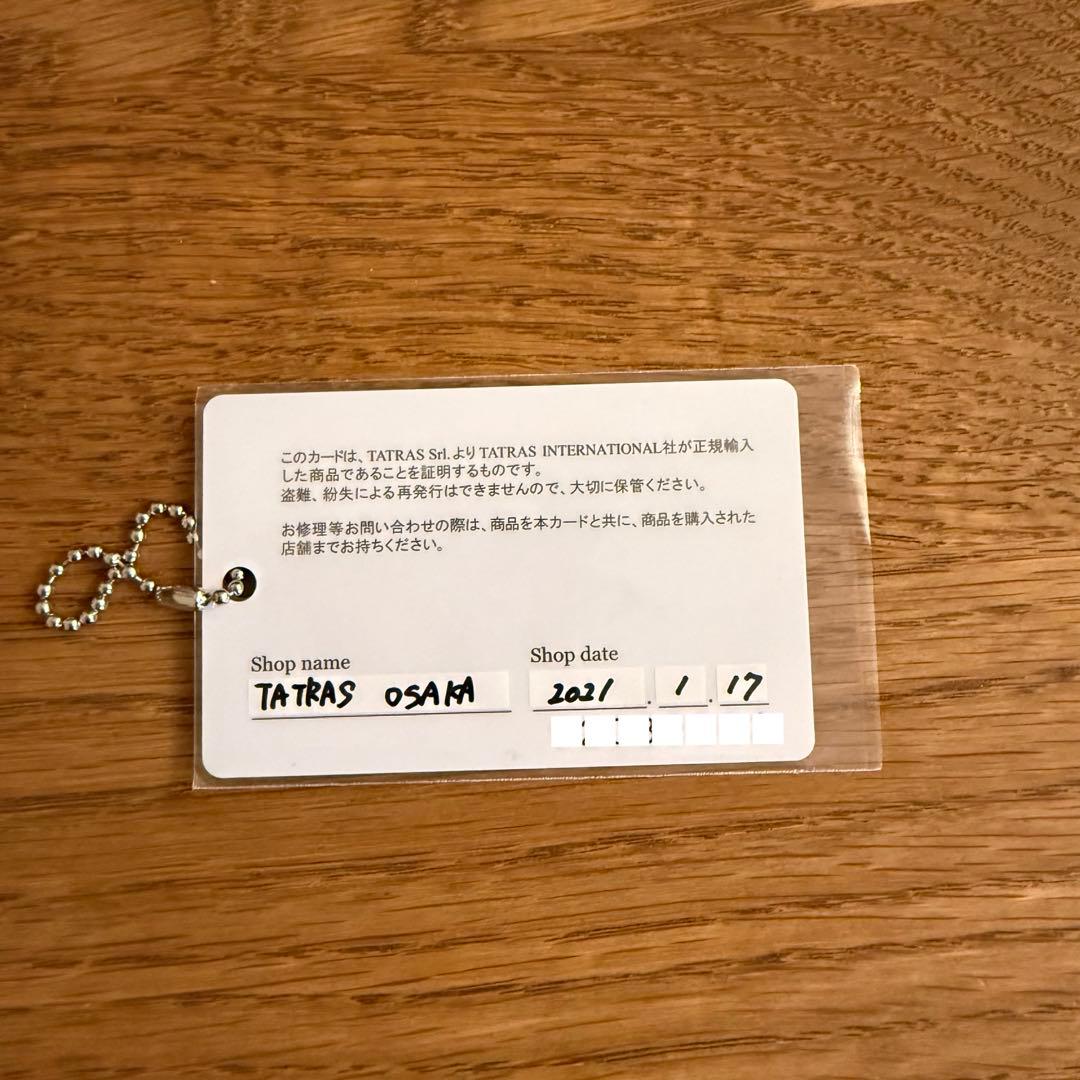 このカードは、TATRAS Srl. より TATRAS INTERNATIONAL社が正規輸入
した商品であることを証明するものです。
盗難、紛失による再発行はできませんので、大切に保管ください。
お修理等お問い合わせの際は、商品を本カードと共に、商品を購入された
店舗までお持ちください。
Shop name
TATRAS OSAKA
Shop date
2021 . 1 . 17